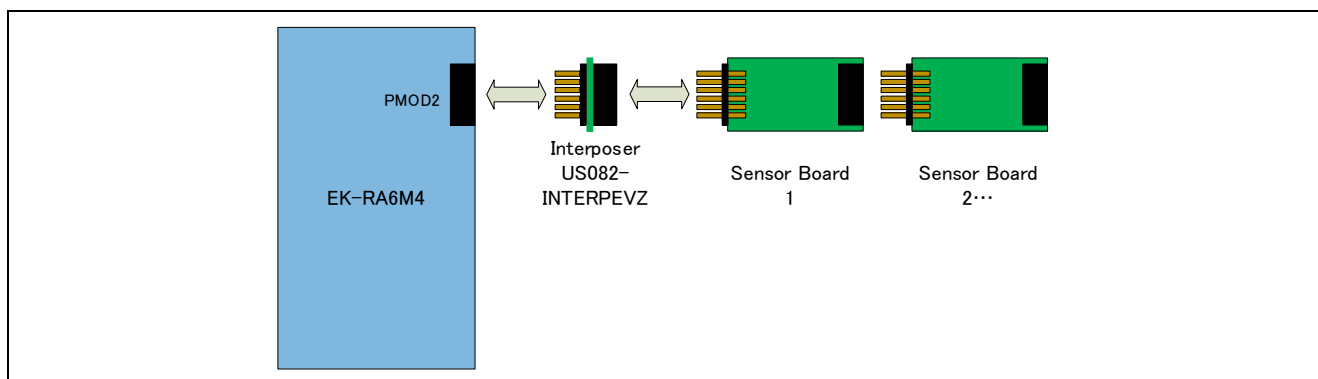 PMOD2
EK-RA6M4
Interposer
US082-
INTERPEVZ
Sensor Board
1
Sensor Board
2···